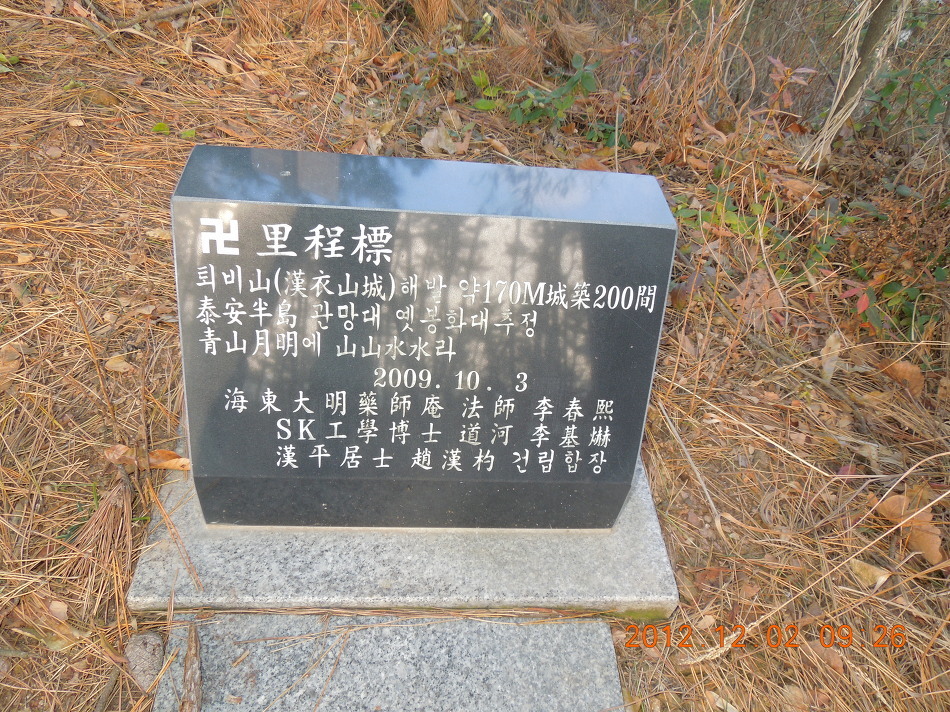 卍 里程標
퇴비山(漢衣山城)해발 약170M城築200間
泰安半島 관망대 옛봉화대추정
青山月明에 山山水水라
2009. 10. 3
海東大明藥師庵 法師 李春熙
SK工學博士 道河 李基爀
漢平居士 趙漢杓 건립합장
2012 12 02 09:26